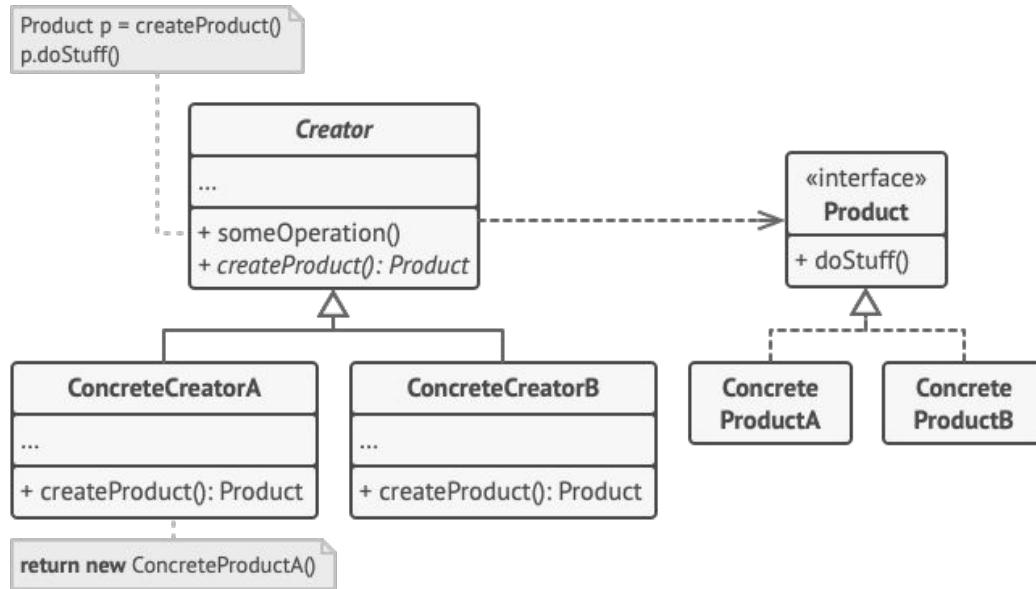 Product p = createProduct()
p.doStuff()
Creator
...
+ someOperation()
+ createProduct(): Product
«interface»
Product
+ doStuff()
ConcreteCreatorA
...
+ createProduct(): Product
ConcreteCreatorB
...
+ createProduct(): Product
Concrete
ProductA
Concrete
ProductB
return new ConcreteProductA()